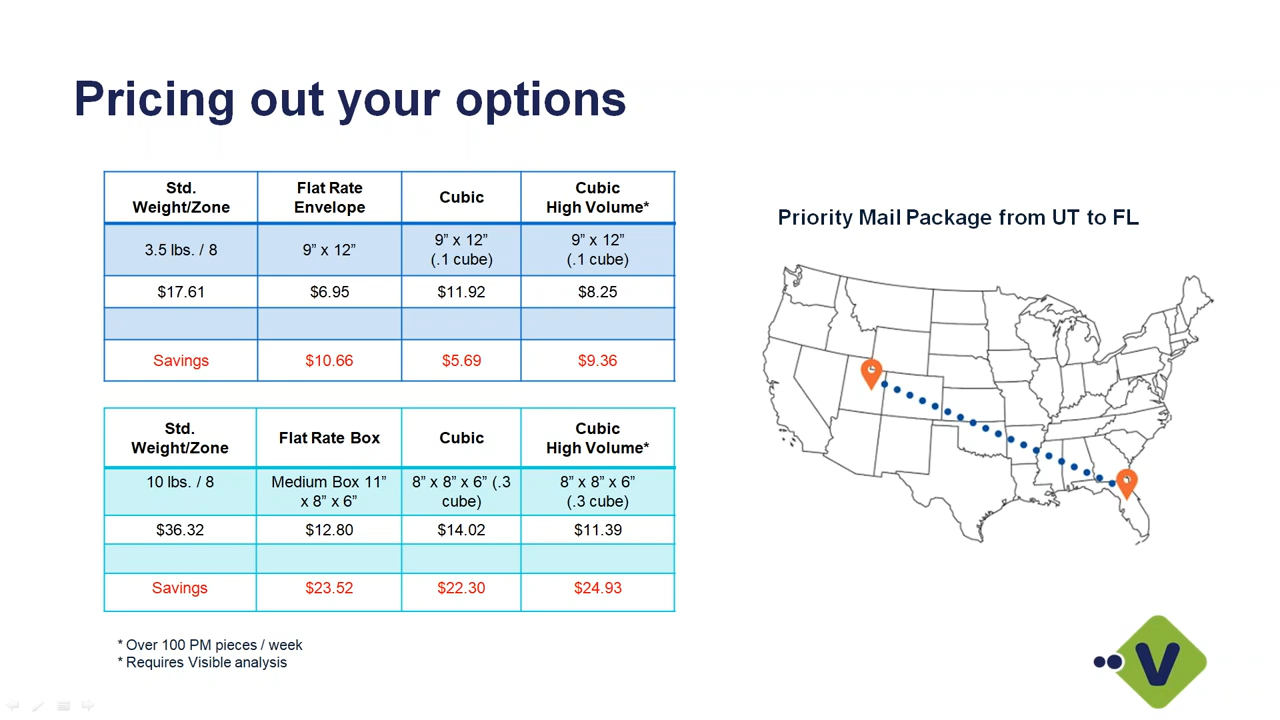 Pricing out your options
Std.
Weight/Zone
Flat Rate
Envelope
Cubic
Cubic
High Volume*
3.5 lbs. / 8
9” x 12”
9” x 12”
(.1 cube)
9” x 12”
(.1 cube)
$17.61
$6.95
$11.92
$8.25
Savings
$10.66
$5.69
$9.36
Std.
Weight/Zone
Flat Rate Box
Cubic
Cubic
High Volume*
10 lbs. / 8
Medium Box 11”
x 8” x 6”
8” x 8” x 6” (.3
cube)
8” x 8” x 6”
(.3 cube)
$36.32
$12.80
$14.02
$11.39
Savings
$23.52
$22.30
$24.93
* Over 100 PM pieces / week
* Requires Visible analysis
Priority Mail Package from UT to FL
V